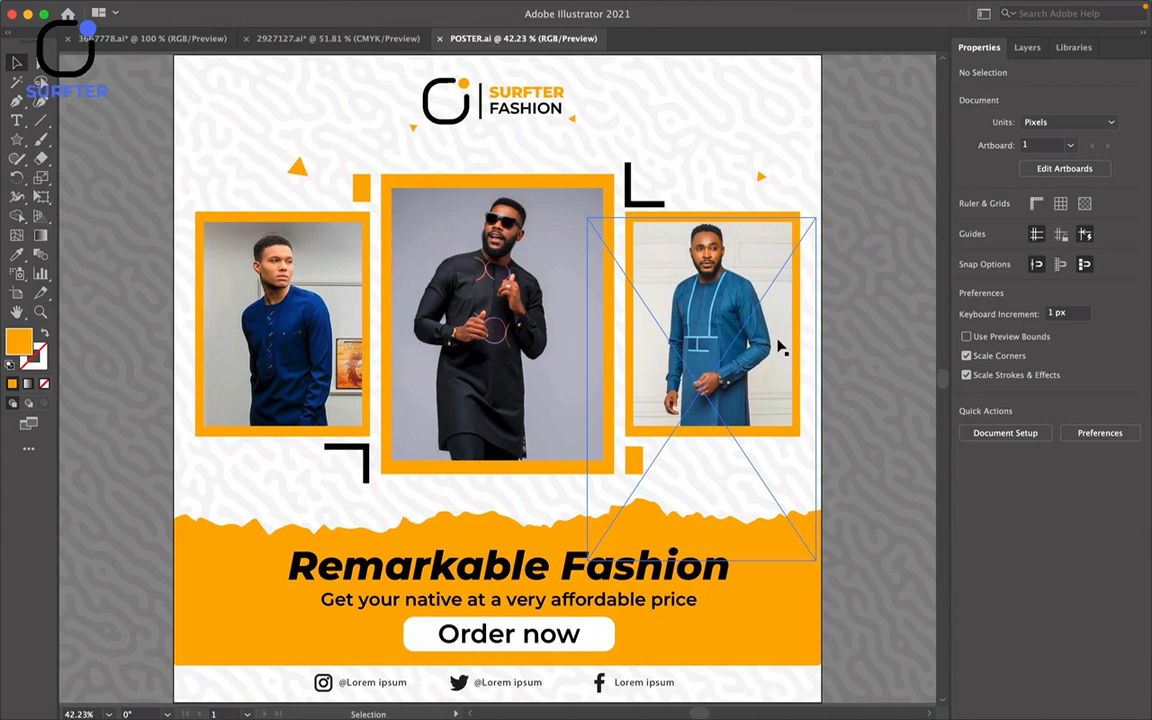 Adobe Illustrator 2021
Search Adobe Help
3667778.ai* @ 100 % (RGB/Preview)
2927127.ai* @ 51.81 % (CMYK/Preview)
POSTER.ai @ 42.23 % (RGB/Preview)
SURFTER
SURFTER
FASHION
Remarkable Fashion
Get your native at a very affordable price
Order now
@Lorem ipsum
@Lorem ipsum
Lorem ipsum
Properties
Layers
Libraries
No Selection
Document
Units:
Pixels
Artboard:
1
Edit Artboards
Ruler & Grids
Guides
Snap Options
Preferences
Keyboard Increment:
1 px
Use Preview Bounds
Scale Corners
Scale Strokes & Effects
Quick Actions
Document Setup
Preferences
42.23%
0°
1
Selection